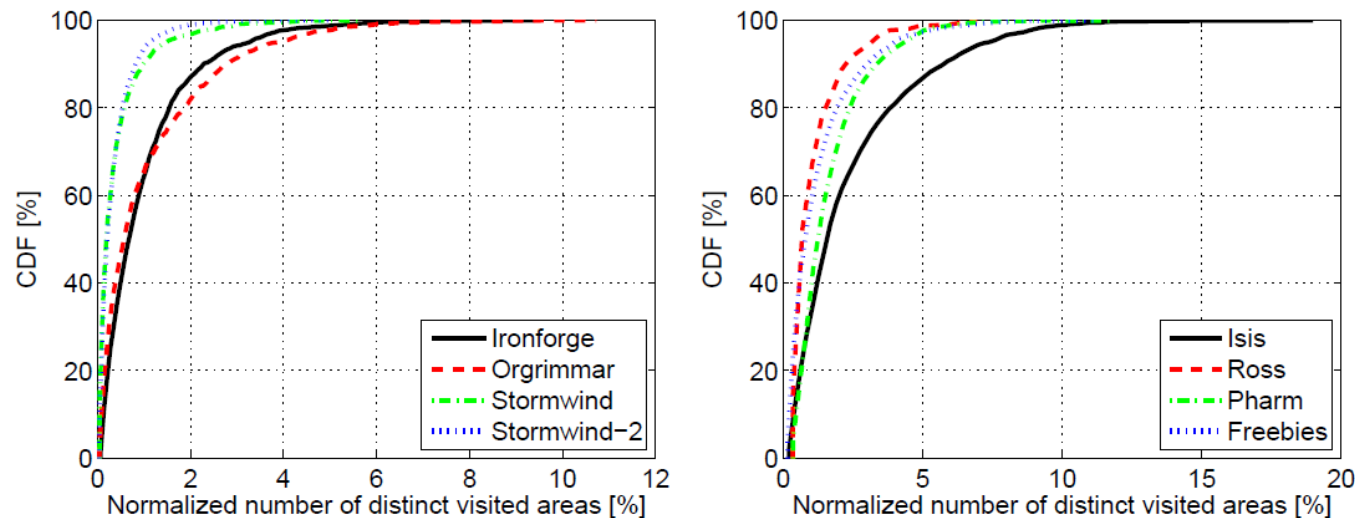 CDF [%]
100
80
60
40
20
0
0 2 4 6 8 10 12
Normalized number of distinct visited areas [%]
Ironforge
Orgrimmar
Stormwind
Stormwind-2
CDF [%]
100
80
60
40
20
0
0 5 10 15 20
Normalized number of distinct visited areas [%]
Isis
Ross
Pharm
Freebies